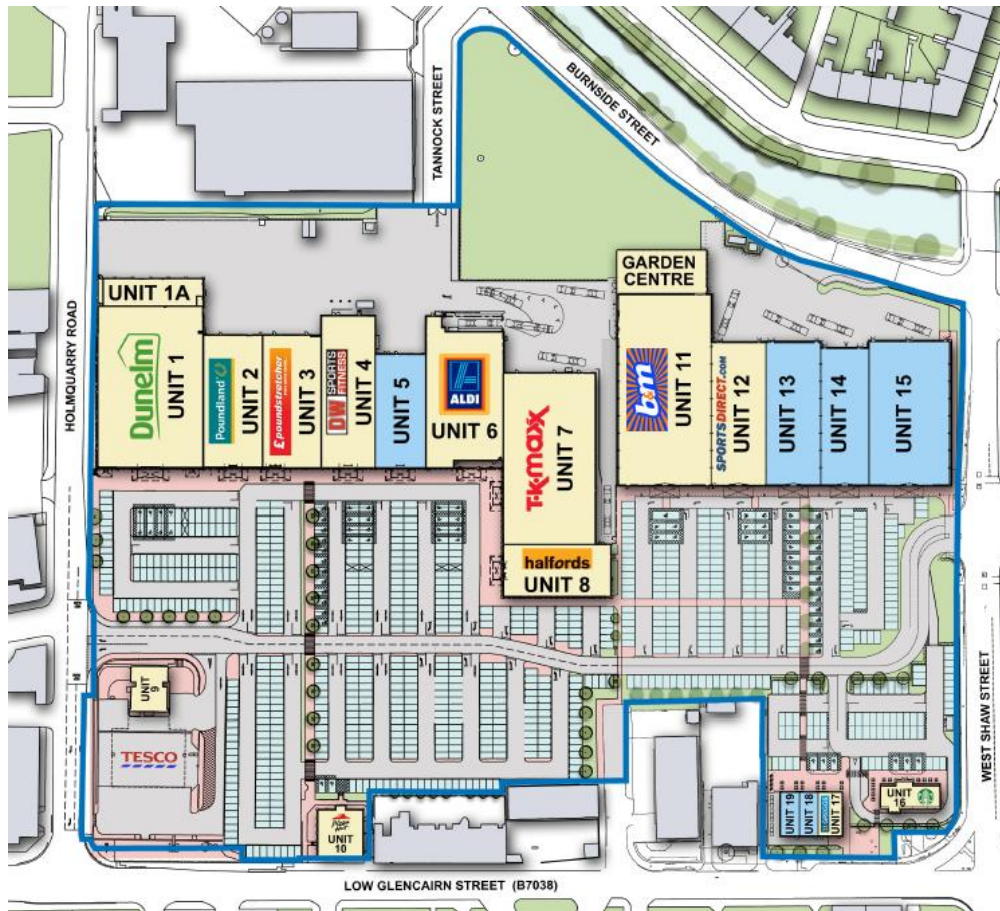 TANNOCK STREET
BURNSIDE STREET
HOLMQUARRY ROAD
UNIT 1A
GARDEN
CENTRE
Dunelm
UNIT 1
Poundland
UNIT 2
£poundstretcher
UNIT 3
DW SPORTS
FITNESS
UNIT 4
UNIT 5
ALDI
UNIT 6
TK maxx
UNIT 7
halfords
UNIT 8
b&m
UNIT 11
SPORTSDIRECT.COM
UNIT 12
UNIT 13
UNIT 14
UNIT 15
UNIT
9
TESCO
Pizza
Hut
UNIT
10
UNIT 19
UNIT 18
UNIT 17
UNIT
16
WEST SHAW STREET
LOW GLENCAIRN STREET (B7038)